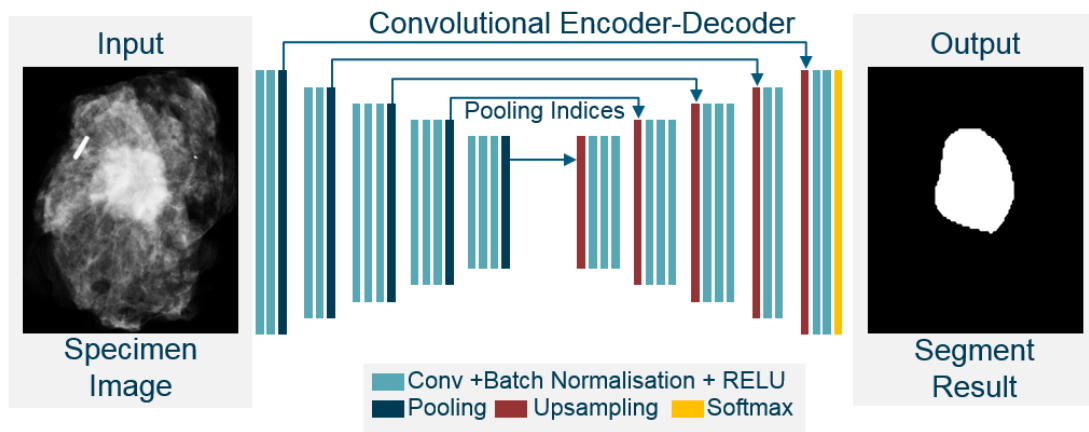 Convolutional Encoder-Decoder
Input
Output
Pooling Indices
Specimen
Image
Segment
Result
Conv +Batch Normalisation + RELU
Pooling
Upsampling
Softmax